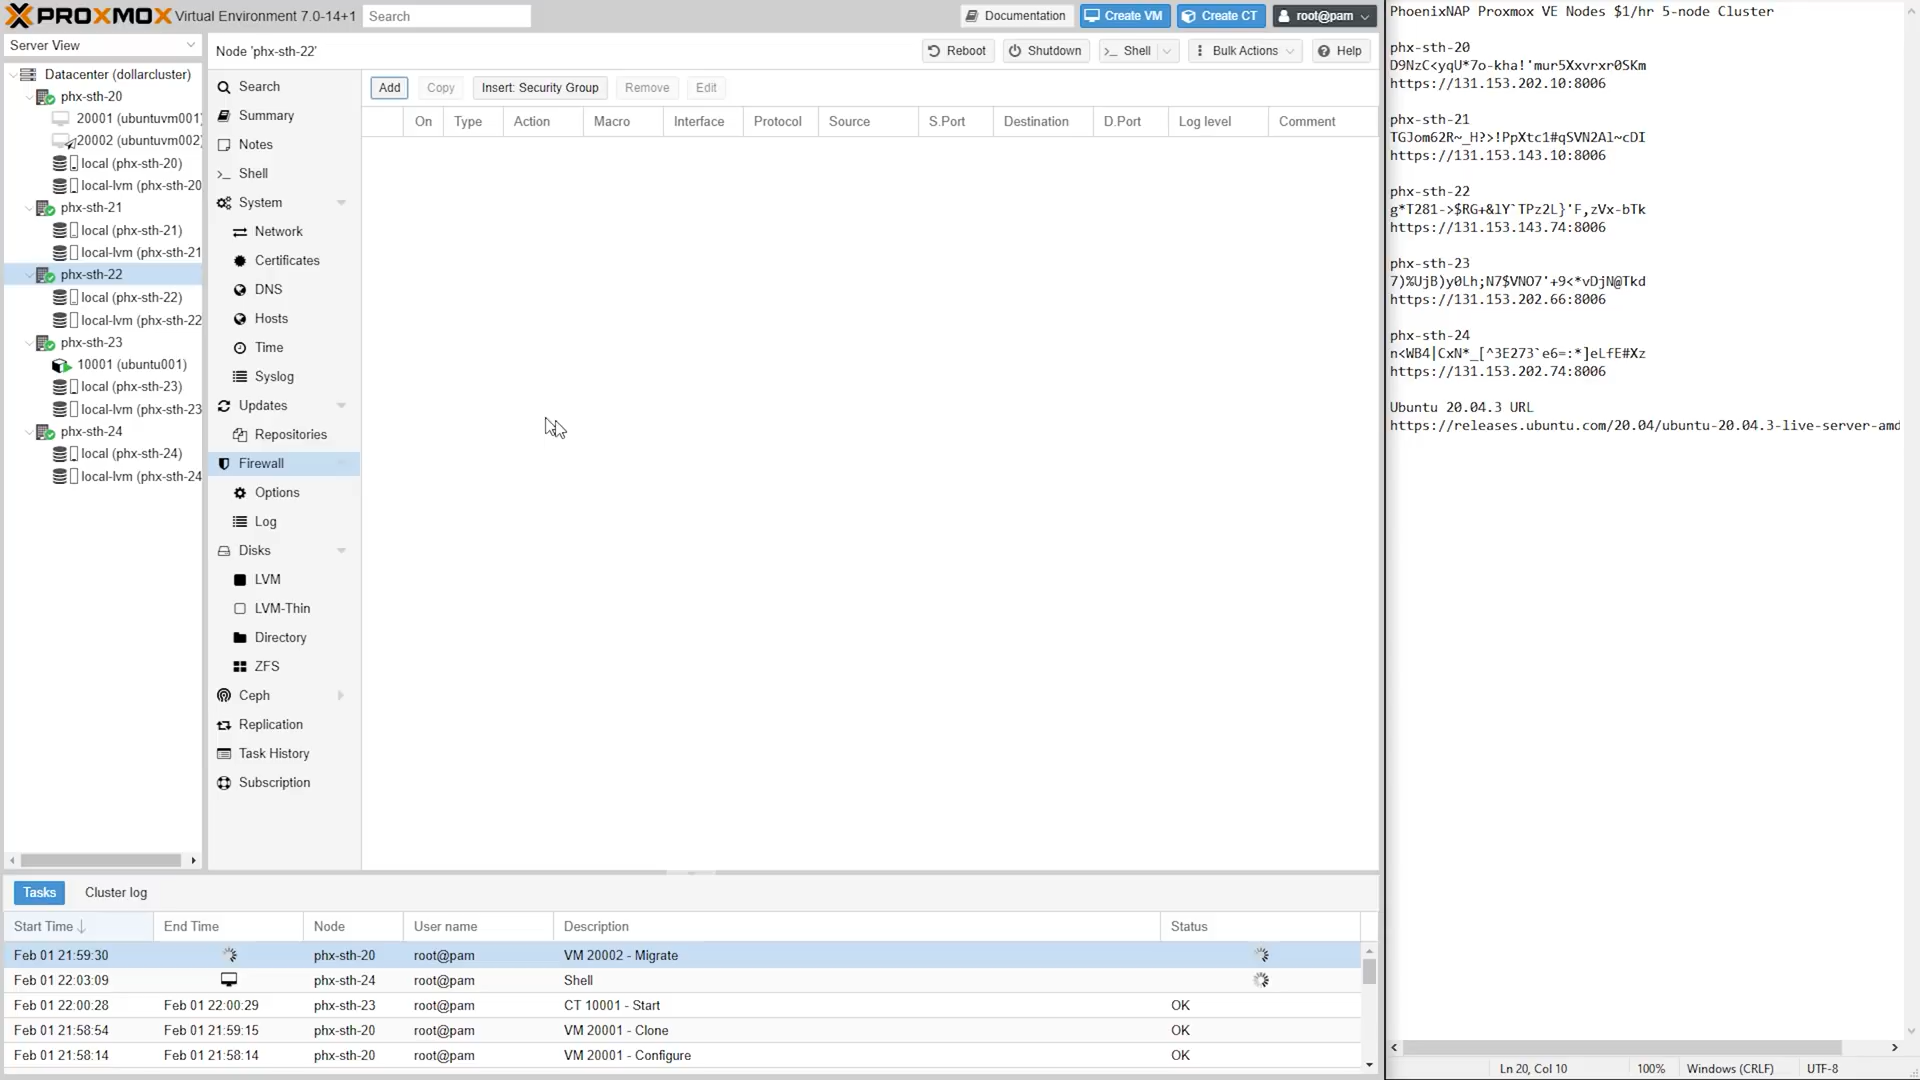 PROXMOX Virtual Environment 7.0-14+1
Search
Documentation
Create VM
Create CT
root@pam
Server View
Datacenter (dollarcluster)
phx-sth-20
20001 (ubuntuvm001)
20002 (ubuntuvm002)
local (phx-sth-20)
local-lvm (phx-sth-20
phx-sth-21
local (phx-sth-21)
local-lvm (phx-sth-21
phx-sth-22
local (phx-sth-22)
local-lvm (phx-sth-22
phx-sth-23
10001 (ubuntu001)
local (phx-sth-23)
local-lvm (phx-sth-23
phx-sth-24
local (phx-sth-24)
local-lvm (phx-sth-24
Node 'phx-sth-22'
Reboot
Shutdown
Shell
Bulk Actions
Help
Search
Summary
Notes
Shell
System
Network
Certificates
DNS
Hosts
Time
Syslog
Updates
Repositories
Firewall
Options
Log
Disks
LVM
LVM-Thin
Directory
ZFS
Ceph
Replication
Task History
Subscription
Add
Copy
Insert: Security Group
Remove
Edit
On Type Action Macro Interface Protocol Source S.Port Destination D.Port Log level Comment
Tasks
Cluster log
Start Time End Time Node User name Description Status
Feb 01 21:59:30 phx-sth-20 root@pam VM 20002 - Migrate
Feb 01 22:03:09 phx-sth-24 root@pam Shell
Feb 01 22:00:28 Feb 01 22:00:29 phx-sth-23 root@pam CT 10001 - Start OK
Feb 01 21:58:54 Feb 01 21:59:15 phx-sth-20 root@pam VM 20001 - Clone OK
Feb 01 21:58:14 Feb 01 21:58:14 phx-sth-20 root@pam VM 20001 - Configure OK
PhoenixNAP Proxmox VE Nodes $1/hr 5-node Cluster
phx-sth-20
D9NzC<yqU*7o-kha!'mur5Xxvrxr0SKm
https://131.153.202.10:8006
phx-sth-21
TGJom62R~_H?>!PpXtc1#qSVN2Al~cDI
https://131.153.143.10:8006
phx-sth-22
g*T281->$RG+&lY`TPz2L}'F,zVx-bTk
https://131.153.143.74:8006
phx-sth-23
7)%UjB)y0Lh;N7$VNO7'+9<*vDjN@Tkd
https://131.153.202.66:8006
phx-sth-24
n<WB4|CxN*_[^3E273`e6=:*]eLfE#Xz
https://131.153.202.74:8006
Ubuntu 20.04.3 URL
https://releases.ubuntu.com/20.04/ubuntu-20.04.3-live-server-amd
Ln 20, Col 10
100%
Windows (CRLF)
UTF-8